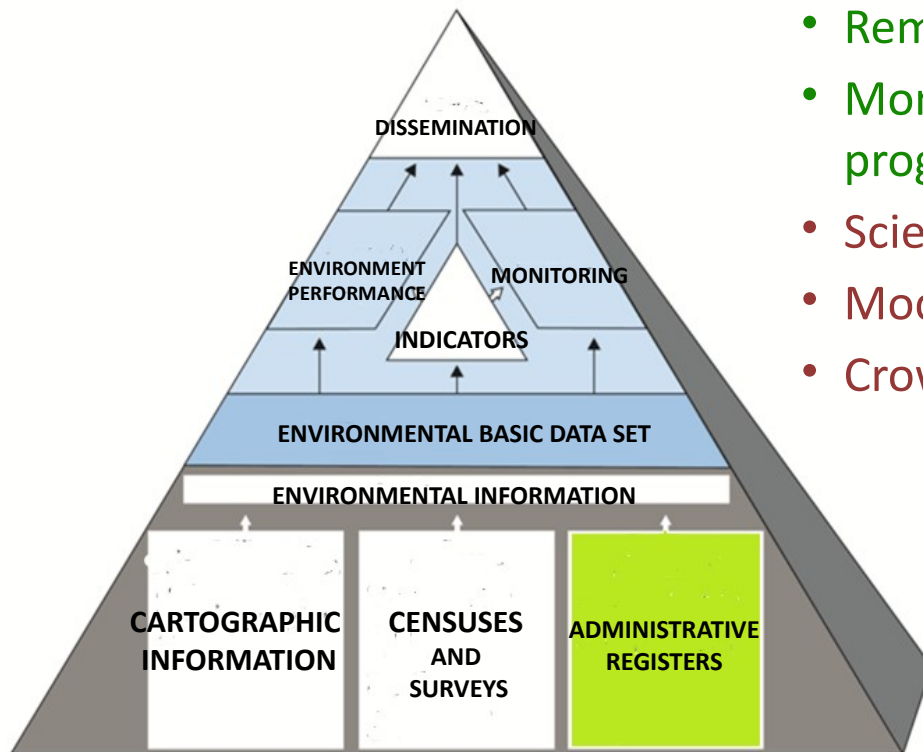 DISSEMINATION
ENVIRONMENT
PERFORMANCE
MONITORING
INDICATORS
ENVIRONMENTAL BASIC DATA SET
ENVIRONMENTAL INFORMATION
CARTOGRAPHIC
INFORMATION
CENSUSES
AND
SURVEYS
ADMINISTRATIVE
REGISTERS